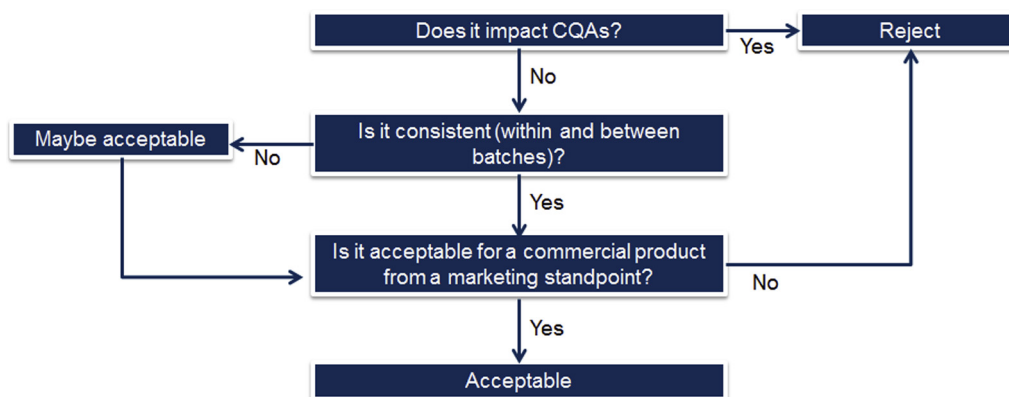 Does it impact CQAs?
Yes
Reject
No
Maybe acceptable
No
Is it consistent (within and between
batches)?
Yes
Is it acceptable for a commercial product
from a marketing standpoint?
No
Yes
Acceptable